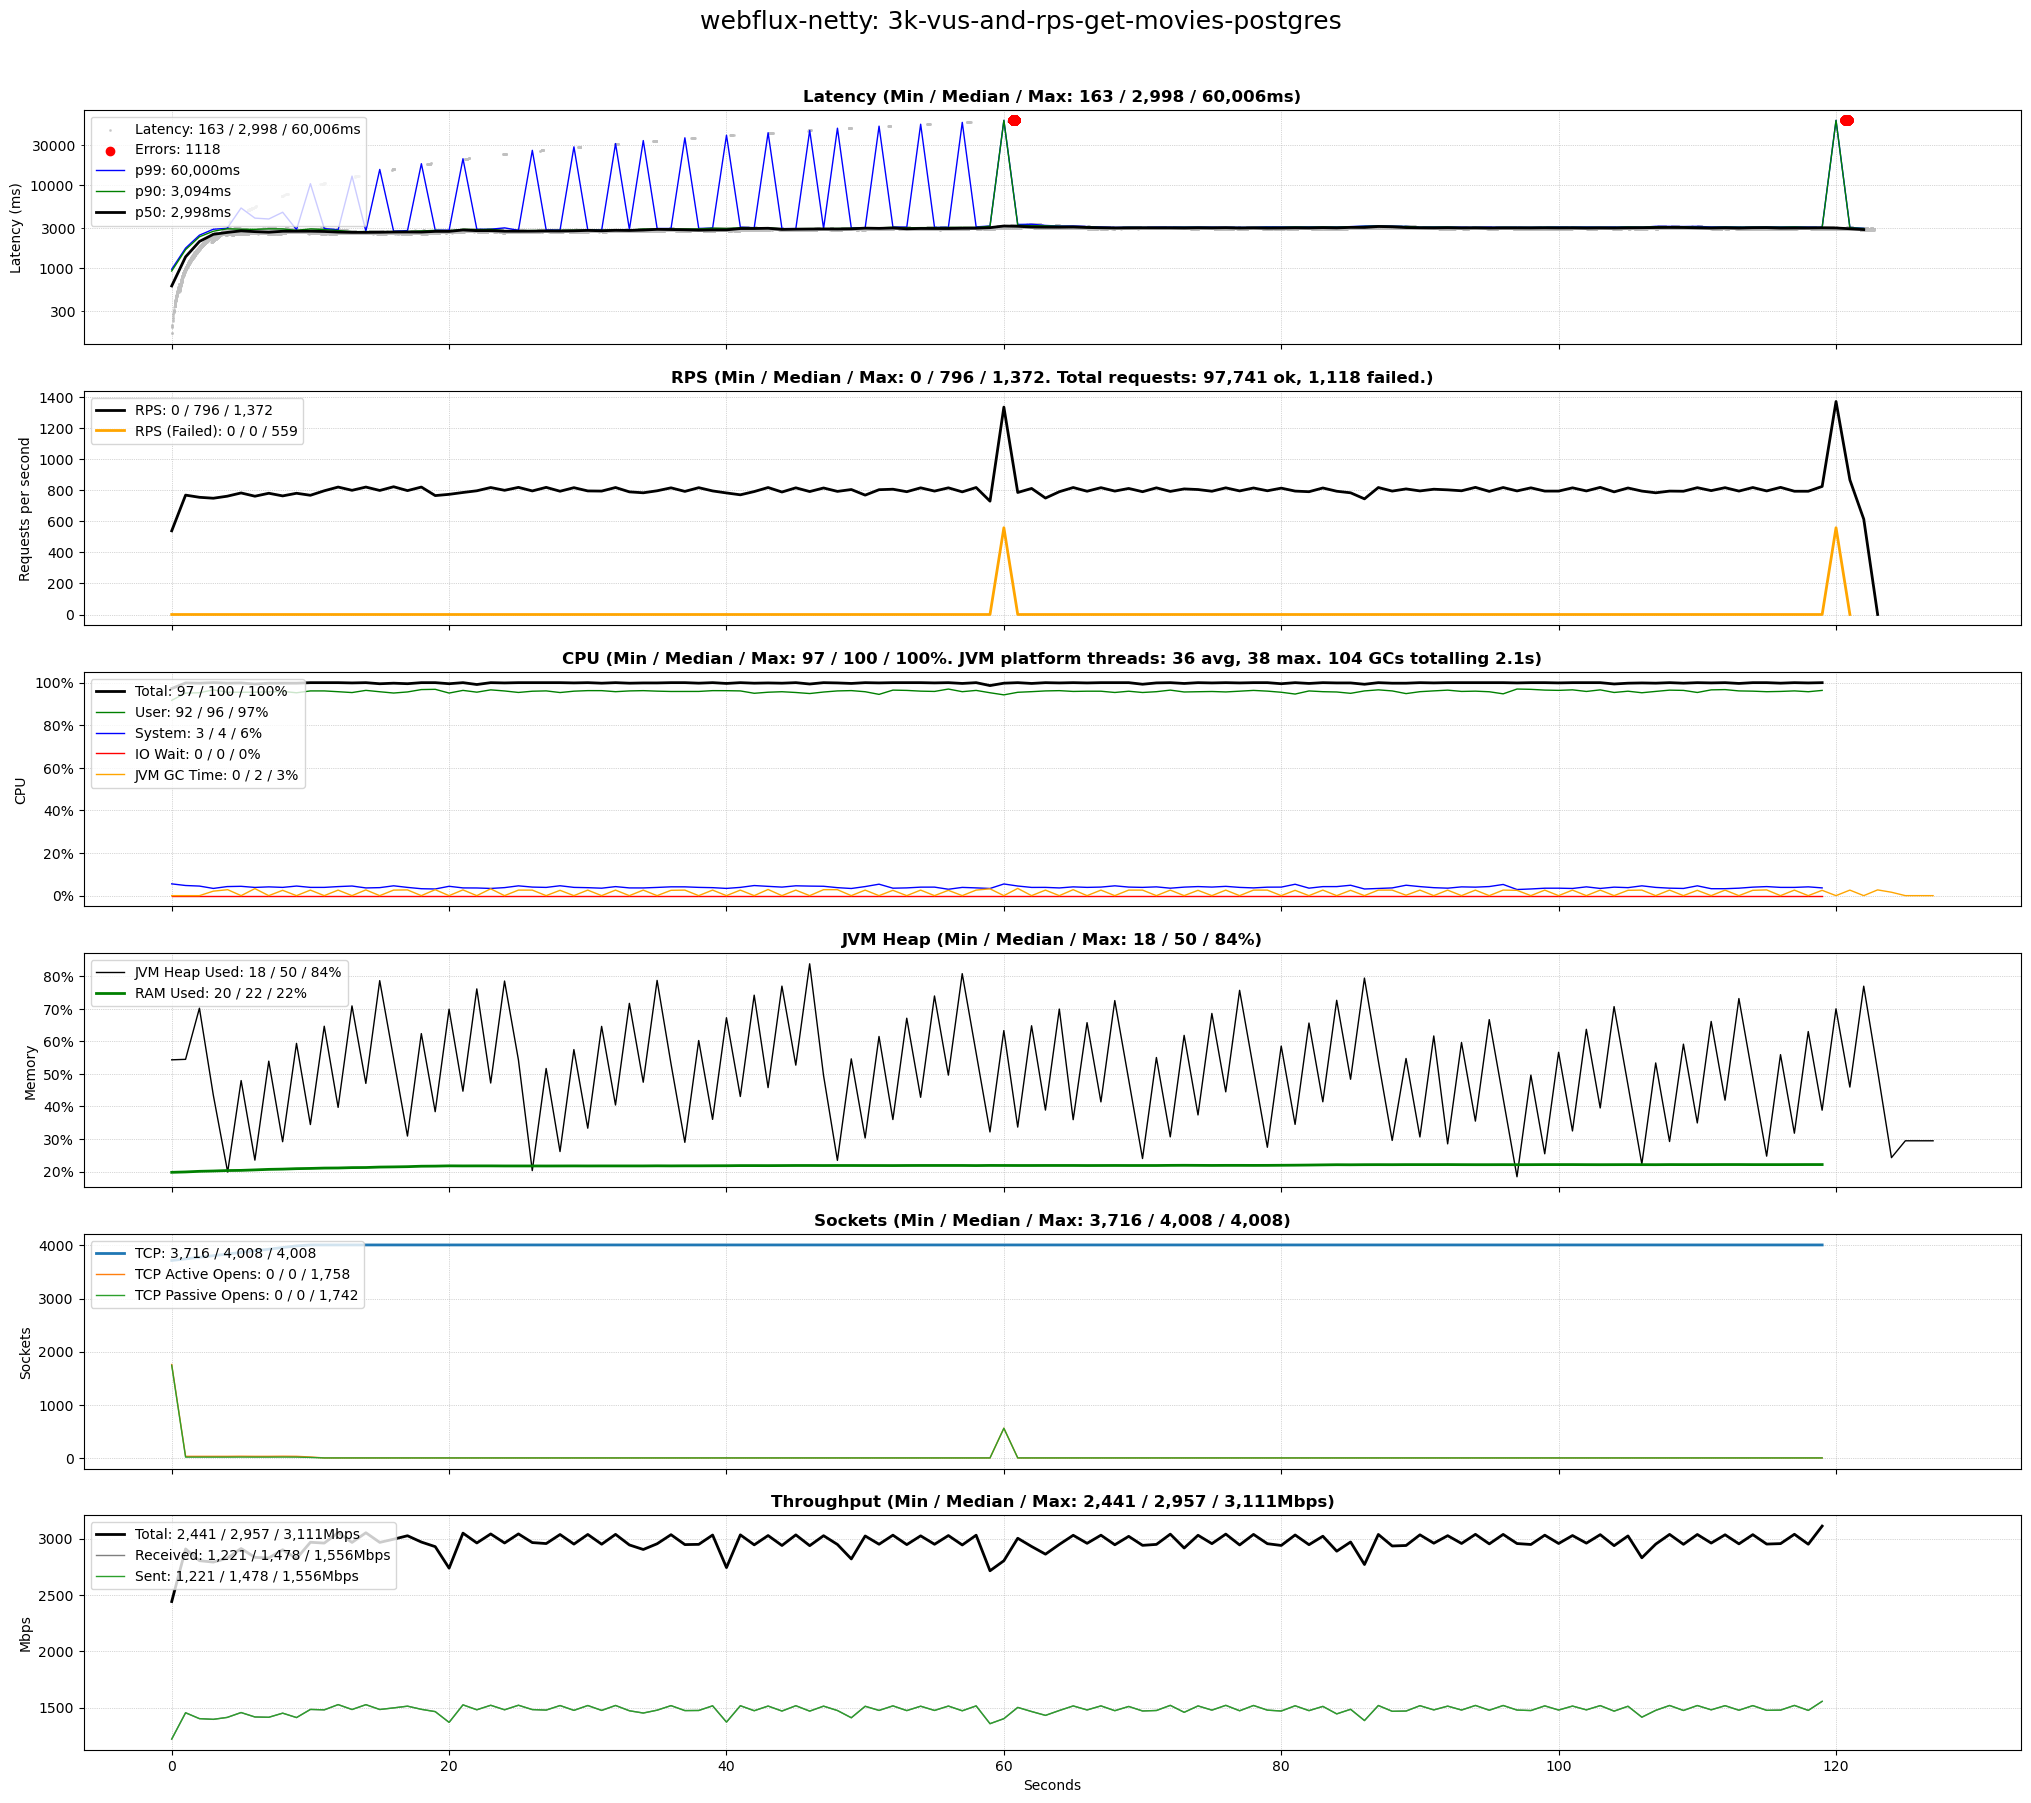 webflux-netty: 3k-vus-and-rps-get-movies-postgres
Latency (Min / Median / Max: 163 / 2,998 / 60,006ms)
Latency: 163 / 2,998 / 60,006ms
Errors: 1118
p99: 60,000ms
p90: 3,094ms
p50: 2,998ms
30000
10000
3000
1000
300
Latency (ms)
RPS (Min / Median / Max: 0 / 796 / 1,372. Total requests: 97,741 ok, 1,118 failed.)
RPS: 0 / 796 / 1,372
RPS (Failed): 0 / 0 / 559
1400
1200
1000
800
600
400
200
0
Requests per second
CPU (Min / Median / Max: 97 / 100 / 100%. JVM platform threads: 36 avg, 38 max. 104 GCs totalling 2.1s)
Total: 97 / 100 / 100%
User: 92 / 96 / 97%
System: 3 / 4 / 6%
IO Wait: 0 / 0 / 0%
JVM GC Time: 0 / 2 / 3%
100%
80%
60%
40%
20%
0%
CPU
JVM Heap (Min / Median / Max: 18 / 50 / 84%)
JVM Heap Used: 18 / 50 / 84%
RAM Used: 20 / 22 / 22%
80%
70%
60%
50%
40%
30%
20%
Memory
Sockets (Min / Median / Max: 3,716 / 4,008 / 4,008)
TCP: 3,716 / 4,008 / 4,008
TCP Active Opens: 0 / 0 / 1,758
TCP Passive Opens: 0 / 0 / 1,742
4000
3000
2000
1000
0
Sockets
Throughput (Min / Median / Max: 2,441 / 2,957 / 3,111Mbps)
Total: 2,441 / 2,957 / 3,111Mbps
Received: 1,221 / 1,478 / 1,556Mbps
Sent: 1,221 / 1,478 / 1,556Mbps
3000
2500
2000
1500
Mbps
0 20 40 60 80 100 120
Seconds